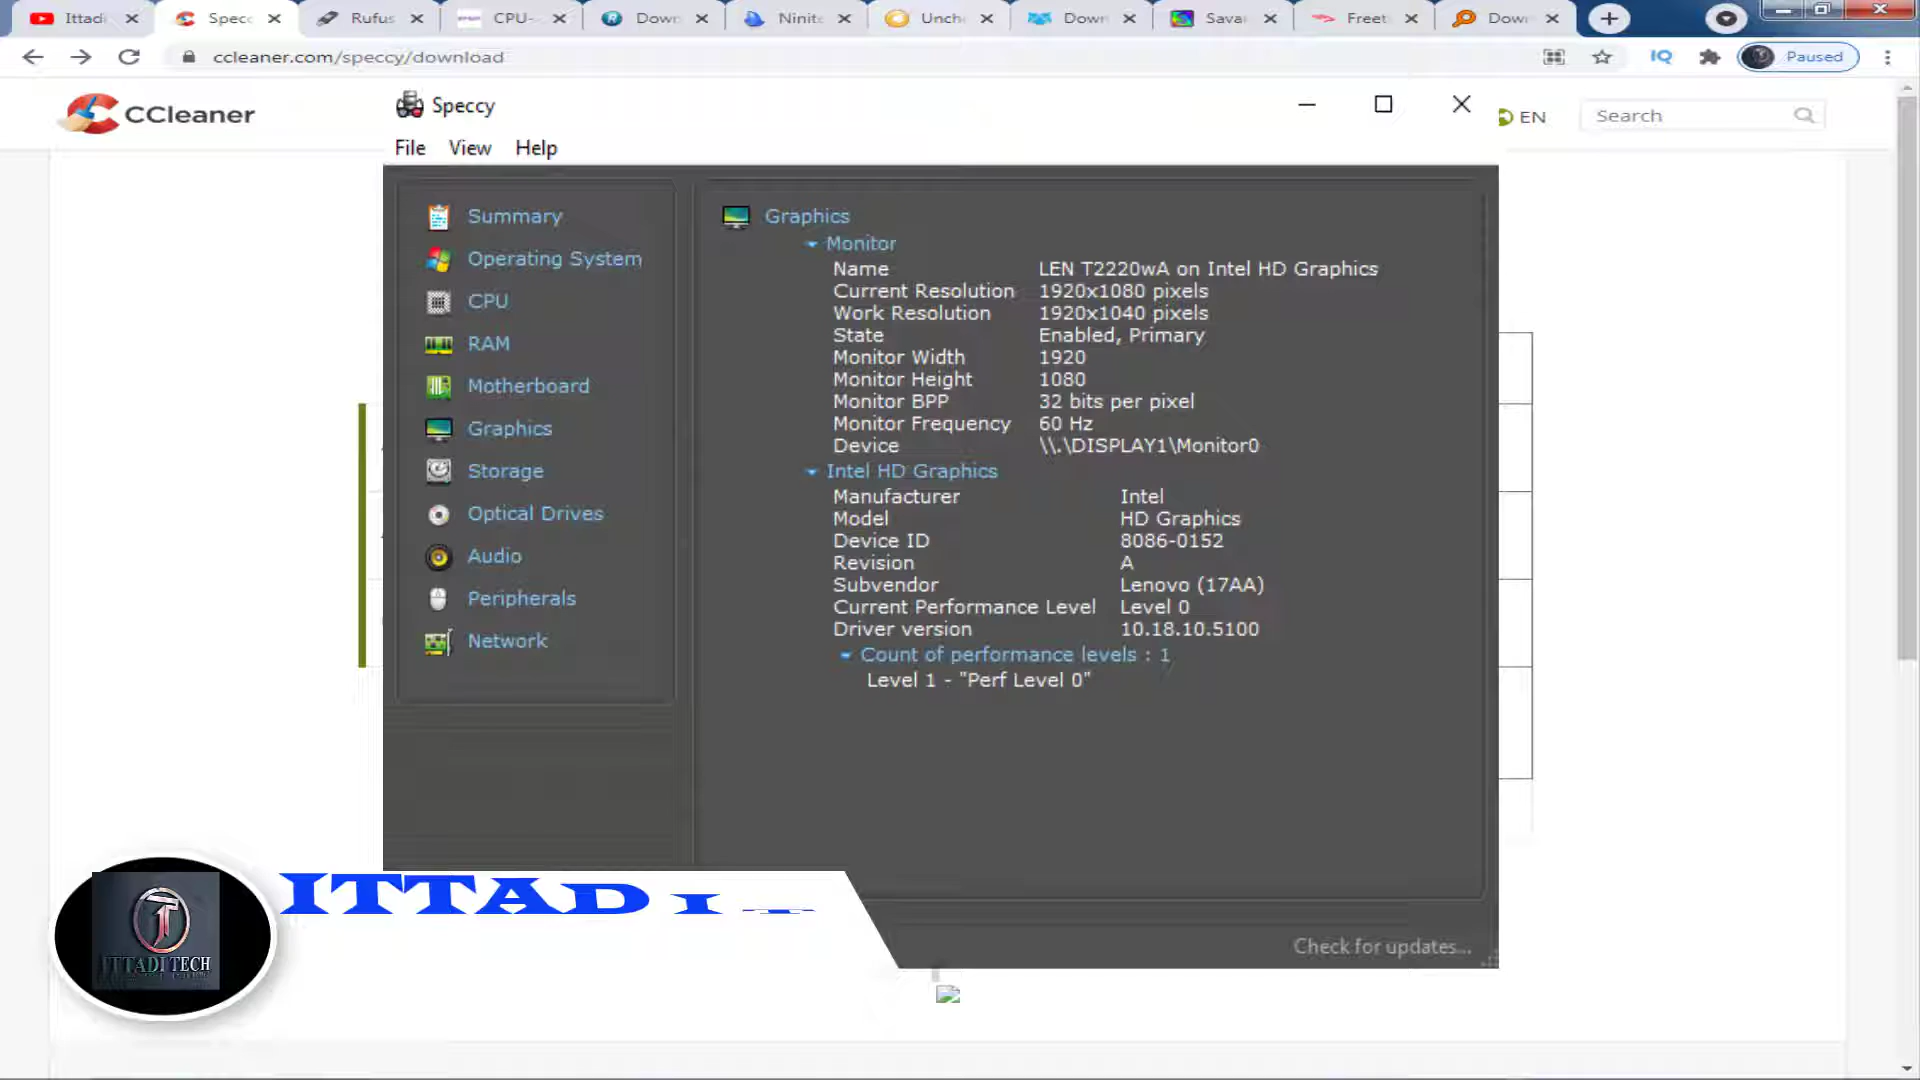 Ittadi
Specc
Rufus
CPU-
Down
Ninite
Unche
Down
Savar
Freet
Down
ccleaner.com/speccy/download
IQ
Paused
CCleaner
EN
Search
Speccy
File View Help
Summary
Operating System
CPU
RAM
Motherboard
Graphics
Storage
Optical Drives
Audio
Peripherals
Network
Graphics
Monitor
Name LEN T2220wA on Intel HD Graphics
Current Resolution 1920x1080 pixels
Work Resolution 1920x1040 pixels
State Enabled, Primary
Monitor Width 1920
Monitor Height 1080
Monitor BPP 32 bits per pixel
Monitor Frequency 60 Hz
Device \\.\DISPLAY1\Monitor0
Intel HD Graphics
Manufacturer Intel
Model HD Graphics
Device ID 8086-0152
Revision A
Subvendor Lenovo (17AA)
Current Performance Level Level 0
Driver version 10.18.10.5100
Count of performance levels : 1
Level 1 - "Perf Level 0"
Check for updates...
ITTADI
ITTADI TECH